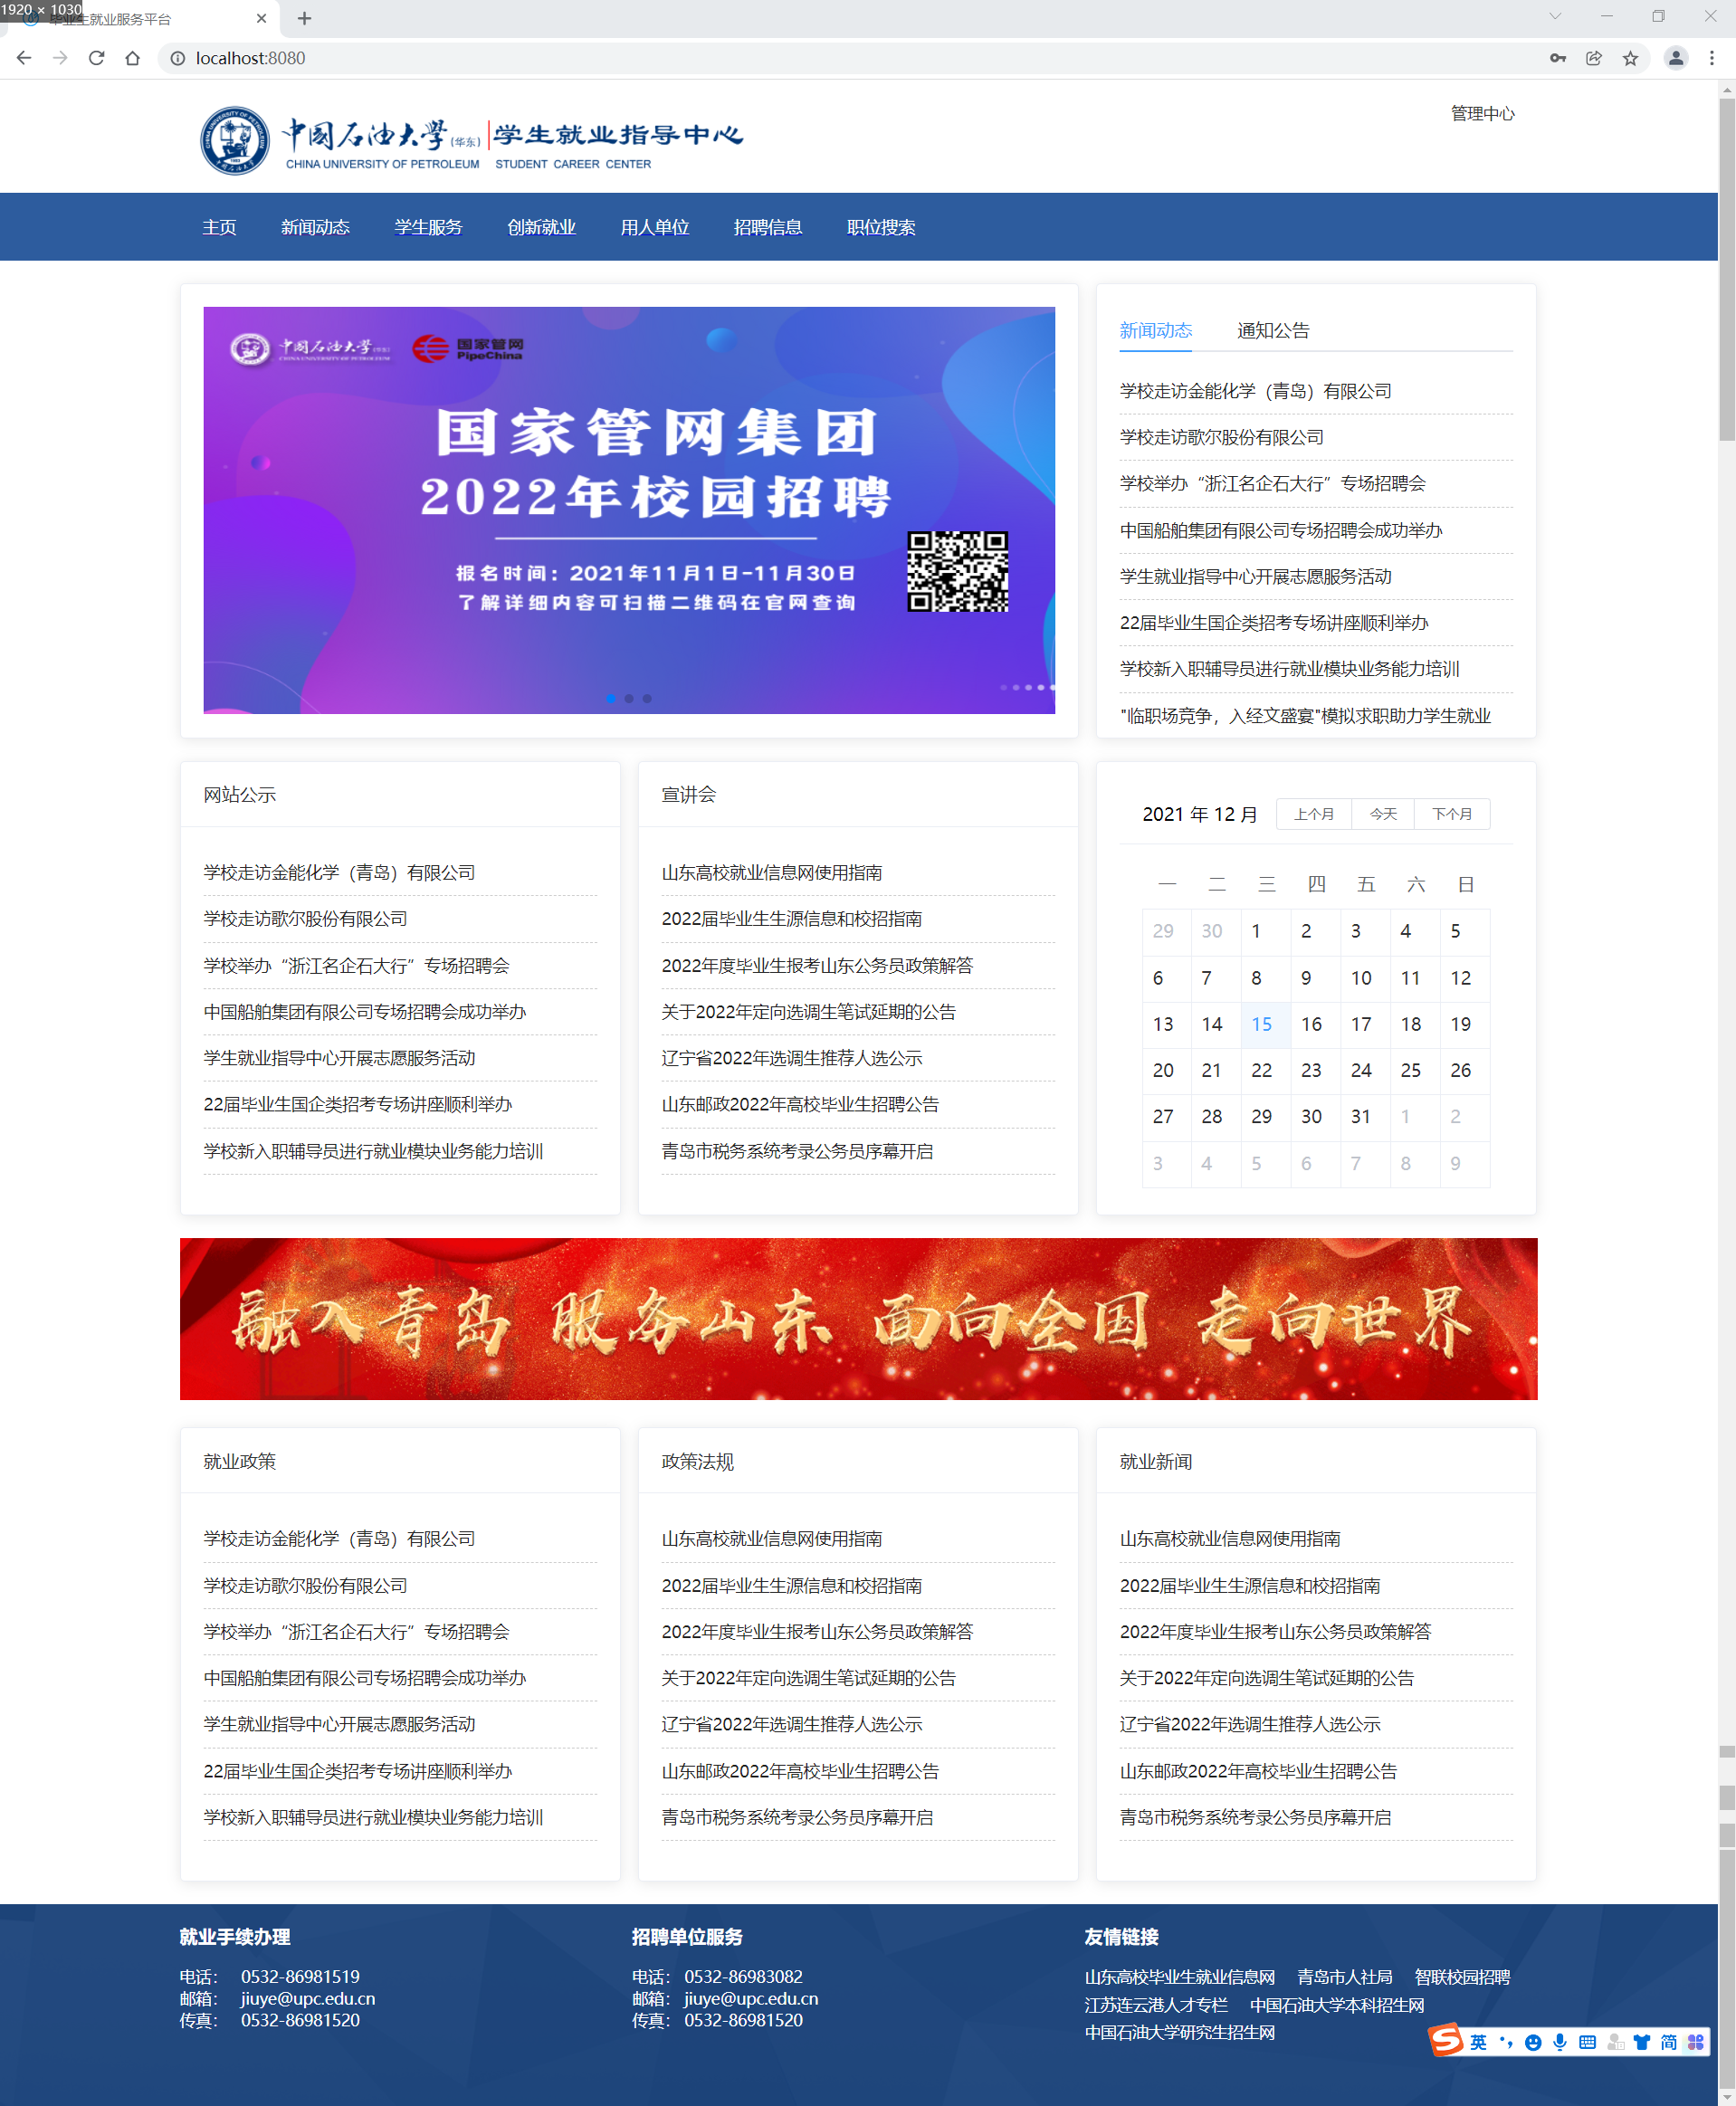 1920 × 1030
毕业生就业服务平台
localhost:8080
管理中心
中国石油大学(华东) 学生就业指导中心
CHINA UNIVERSITY OF PETROLEUM STUDENT CAREER CENTER
主页 新闻动态 学生服务 创新就业 用人单位 招聘信息 职位搜索
中国石油大学 国家管网
PipeChina
国家管网集团
2022年校园招聘
报名时间：2021年11月1日-11月30日
了解详细内容可扫描二维码在官网查询
新闻动态 通知公告
学校走访金能化学（青岛）有限公司
学校走访歌尔股份有限公司
学校举办“浙江名企石大行”专场招聘会
中国船舶集团有限公司专场招聘会成功举办
学生就业指导中心开展志愿服务活动
22届毕业生国企类招考专场讲座顺利举办
学校新入职辅导员进行就业模块业务能力培训
"临职场竞争，入经文盛宴"模拟求职助力学生就业
网站公示
学校走访金能化学（青岛）有限公司
学校走访歌尔股份有限公司
学校举办“浙江名企石大行”专场招聘会
中国船舶集团有限公司专场招聘会成功举办
学生就业指导中心开展志愿服务活动
22届毕业生国企类招考专场讲座顺利举办
学校新入职辅导员进行就业模块业务能力培训
宣讲会
山东高校就业信息网使用指南
2022届毕业生生源信息和校招指南
2022年度毕业生报考山东公务员政策解答
关于2022年定向选调生笔试延期的公告
辽宁省2022年选调生推荐人选公示
山东邮政2022年高校毕业生招聘公告
青岛市税务系统考录公务员序幕开启
2021 年 12 月 上个月 今天 下个月
一 二 三 四 五 六 日
29 30 1 2 3 4 5
6 7 8 9 10 11 12
13 14 15 16 17 18 19
20 21 22 23 24 25 26
27 28 29 30 31 1 2
3 4 5 6 7 8 9
融入青岛 服务山东 面向全国 走向世界
就业政策
学校走访金能化学（青岛）有限公司
学校走访歌尔股份有限公司
学校举办“浙江名企石大行”专场招聘会
中国船舶集团有限公司专场招聘会成功举办
学生就业指导中心开展志愿服务活动
22届毕业生国企类招考专场讲座顺利举办
学校新入职辅导员进行就业模块业务能力培训
政策法规
山东高校就业信息网使用指南
2022届毕业生生源信息和校招指南
2022年度毕业生报考山东公务员政策解答
关于2022年定向选调生笔试延期的公告
辽宁省2022年选调生推荐人选公示
山东邮政2022年高校毕业生招聘公告
青岛市税务系统考录公务员序幕开启
就业新闻
山东高校就业信息网使用指南
2022届毕业生生源信息和校招指南
2022年度毕业生报考山东公务员政策解答
关于2022年定向选调生笔试延期的公告
辽宁省2022年选调生推荐人选公示
山东邮政2022年高校毕业生招聘公告
青岛市税务系统考录公务员序幕开启
就业手续办理
电话： 0532-86981519
邮箱： jiuye@upc.edu.cn
传真： 0532-86981520
招聘单位服务
电话： 0532-86983082
邮箱： jiuye@upc.edu.cn
传真： 0532-86981520
友情链接
山东高校毕业生就业信息网 青岛市人社局 智联校园招聘
江苏连云港人才专栏 中国石油大学本科招生网
中国石油大学研究生招生网
英 简